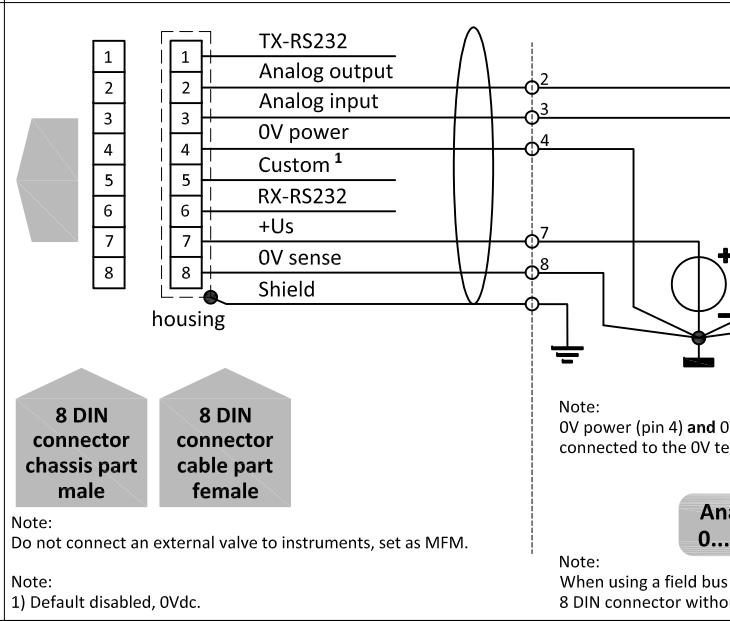 TX-RS232
1 1
Analog output
2 2 2
Analog input
3 3 3
0V power
4 4 4
Custom 1
5 5
RX-RS232
6 6
+Us
7 7 7
0V sense
8 8 8
Shield
housing
+
−
8 DIN
connector
chassis part
male
8 DIN
connector
cable part
female
Note:
Do not connect an external valve to instruments, set as MFM.
Note:
1) Default disabled, 0Vdc.
Note:
0V power (pin 4) and
connected to the 0V
0...
Note:
When using a field bus
8 DIN connector